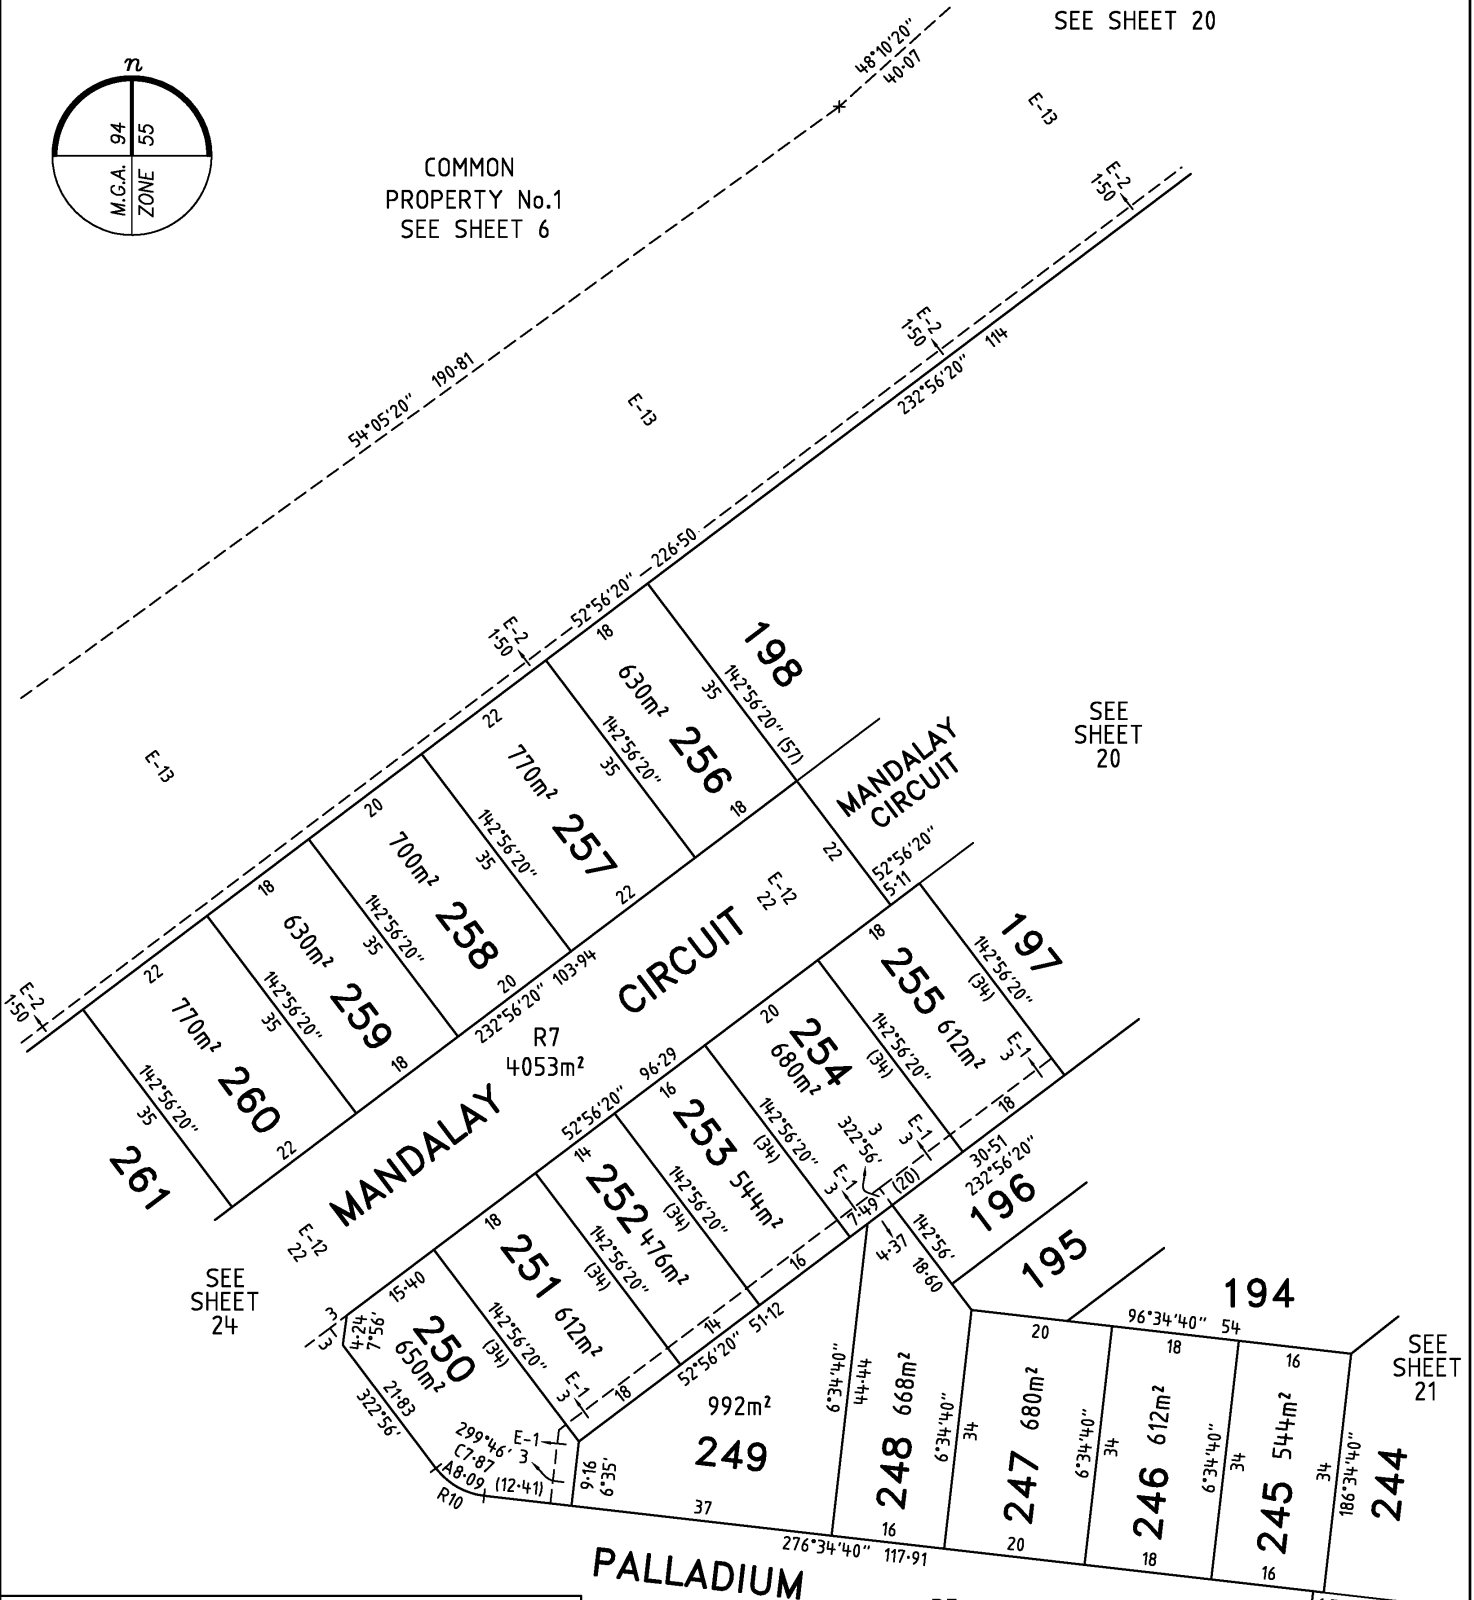 SEE SHEET 20
48°10'20"
40·07
n
M.G.A. 94
ZONE 55
E-13
COMMON
PROPERTY No.1
SEE SHEET 6
E-2
1·50
E-2
1·50
232°56'20"
114
54°05'20"
190·81
E-13
52°56'20"
226·50
E-2
1·50
18
198
630m²
256
35
142°56'20"
(57)
142°56'20"
35
18
22
770m²
257
142°56'20"
35
22
SEE
SHEET
20
MANDALAY
CIRCUIT
E-13
20
700m²
258
142°56'20"
35
20
22
52°56'20"
5·11
E-12
22
18
630m²
259
142°56'20"
35
18
232°56'20"
103·94
CIRCUIT
18
255
612m²
197
142°56'20"
(34)
E-1
3
18
E-2
1·50
22
770m²
260
142°56'20"
35
22
261
R7
4053m²
MANDALAY
52°56'20"
96·29
20
254
680m²
142°56'20"
(34)
3
322°56'
E-1
3
(20)
30·51
232°56'20"
16
253
544m²
142°56'20"
(34)
E-1
3
7·49
16
14
252
476m²
142°56'20"
(34)
14
18
251
612m²
142°56'20"
(34)
18
E-12
22
SEE
SHEET
24
3
3
15·40
4·24
7°56'
250
650m²
142°56'20"
(34)
E-1
3
21·83
322°56'
299°46'
C7·87
A8·09
R10
E-1
3
(12·41)
9·16
6°35'
52°56'20"
51·12
4·37
142°56'
18·60
196
195
194
96°34'40"
54
992m²
249
37
6°34'40"
44·44
668m²
248
16
6°34'40"
34
20
680m²
247
20
6°34'40"
34
18
612m²
246
18
6°34'40"
34
16
544m²
245
16
34
186°34'40"
244
SEE
SHEET
21
276°34'40"
117·91
PALLADIUM